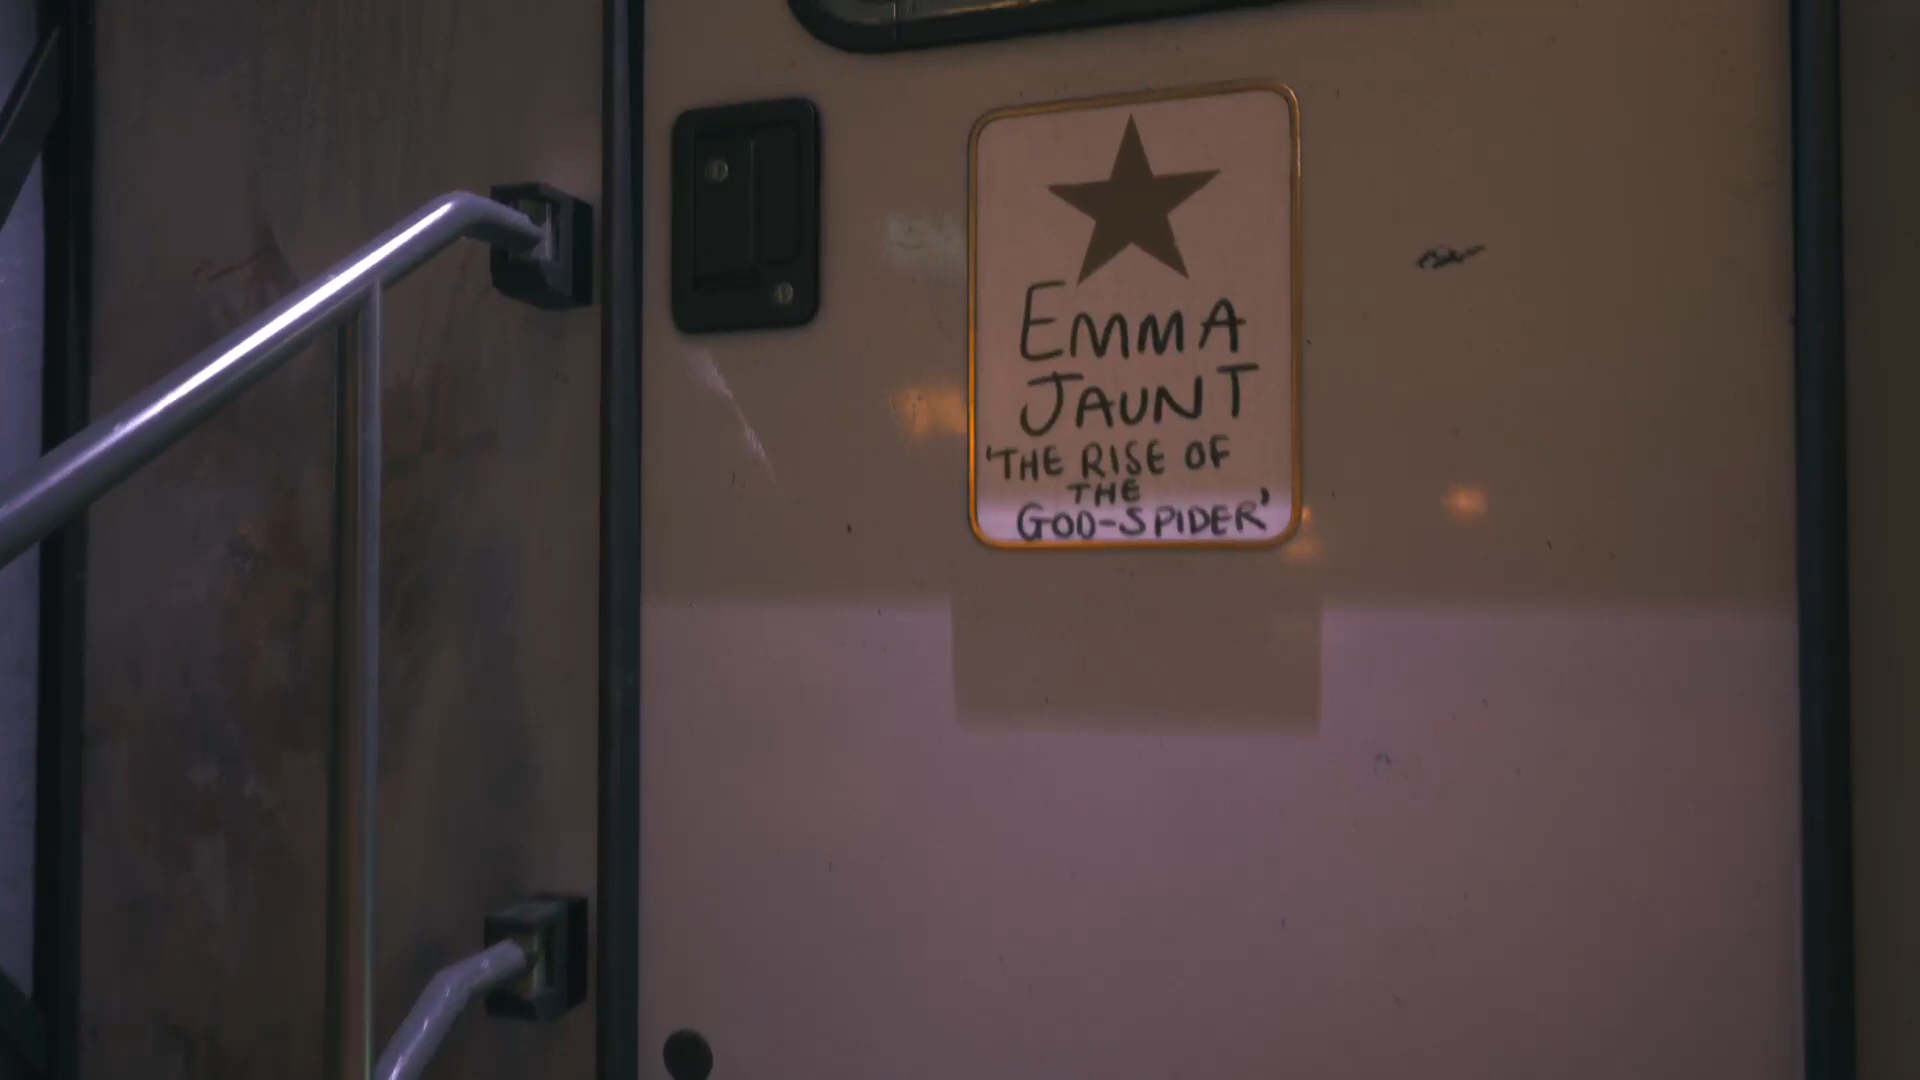 EMMA
JAUNT
'THE RISE OF
THE
GOD-SPIDER'